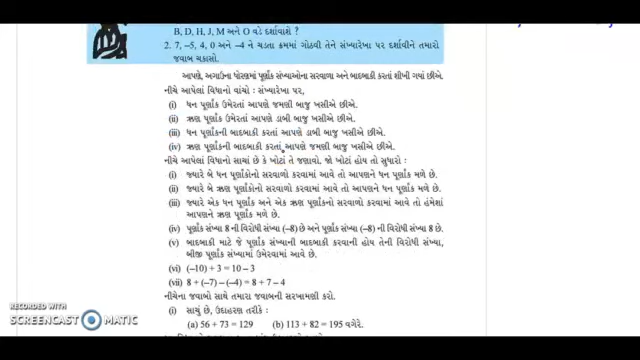 B, D, H, J, M અને O વડે દર્શાવાશે ?
2. 7, –5, 4, 0 અને –4 ને ચડતા ક્રમમાં ગોઠવી તેને સંખ્યારેખા પર દર્શાવીને તમારો
જવાબ ચકાસો.
આપણે, અગાઉના ધોરણમાં પૂર્ણાંક સંખ્યાઓના સરવાળા અને બાદબાકી કરતાં શીખી ગયાં છીએ.
નીચે આપેલાં વિધાનો વાંચો : સંખ્યારેખા પર,
(i) ધન પૂર્ણાંક ઉમેરતાં આપણે જમણી બાજુ ખસીએ છીએ.
(ii) ઋણ પૂર્ણાંક ઉમેરતાં આપણે ડાબી બાજુ ખસીએ છીએ.
(iii) ધન પૂર્ણાંકની બાદબાકી કરતાં આપણે ડાબી બાજુ ખસીએ છીએ.
(iv) ઋણ પૂર્ણાંકની બાદબાકી કરતાં આપણે જમણી બાજુ ખસીએ છીએ.
નીચે આપેલાં વિધાનો સાચાં છે કે ખોટાં તે જણાવો. જો ખોટાં હોય તો સુધારો :
(i) જ્યારે બે ધન પૂર્ણાંકોનો સરવાળો કરવામાં આવે તો આપણને ધન પૂર્ણાંક મળે છે.
(ii) જ્યારે બે ઋણ પૂર્ણાંકોનો સરવાળો કરવામાં આવે તો આપણને ધન પૂર્ણાંક મળે છે.
(iii) જ્યારે એક ધન પૂર્ણાંક અને એક ઋણ પૂર્ણાંકનો સરવાળો કરવામાં આવે તો હંમેશાં
આપણને ઋણ પૂર્ણાંક મળે છે.
(iv) પૂર્ણાંક સંખ્યા 8 ની વિરોધી સંખ્યા (–8) છે અને પૂર્ણાંક સંખ્યા (–8) ની વિરોધી સંખ્યા 8 છે.
(v) બાદબાકી માટે જે પૂર્ણાંક સંખ્યાની બાદબાકી કરવાની હોય તેની વિરોધી સંખ્યા,
બીજી પૂર્ણાંક સંખ્યામાં ઉમેરવામાં આવે છે.
(vi) (–10) + 3 = 10 – 3
(vii) 8 + (–7) – (–4) = 8 + 7 – 4
નીચેના જવાબો સાથે તમારા જવાબની સરખામણી કરો.
(i) સાચું છે, ઉદાહરણ તરીકે :
(a) 56 + 73 = 129 (b) 113 + 82 = 195 વગેરે.
RECORDED WITH
SCREENCAST MATIC